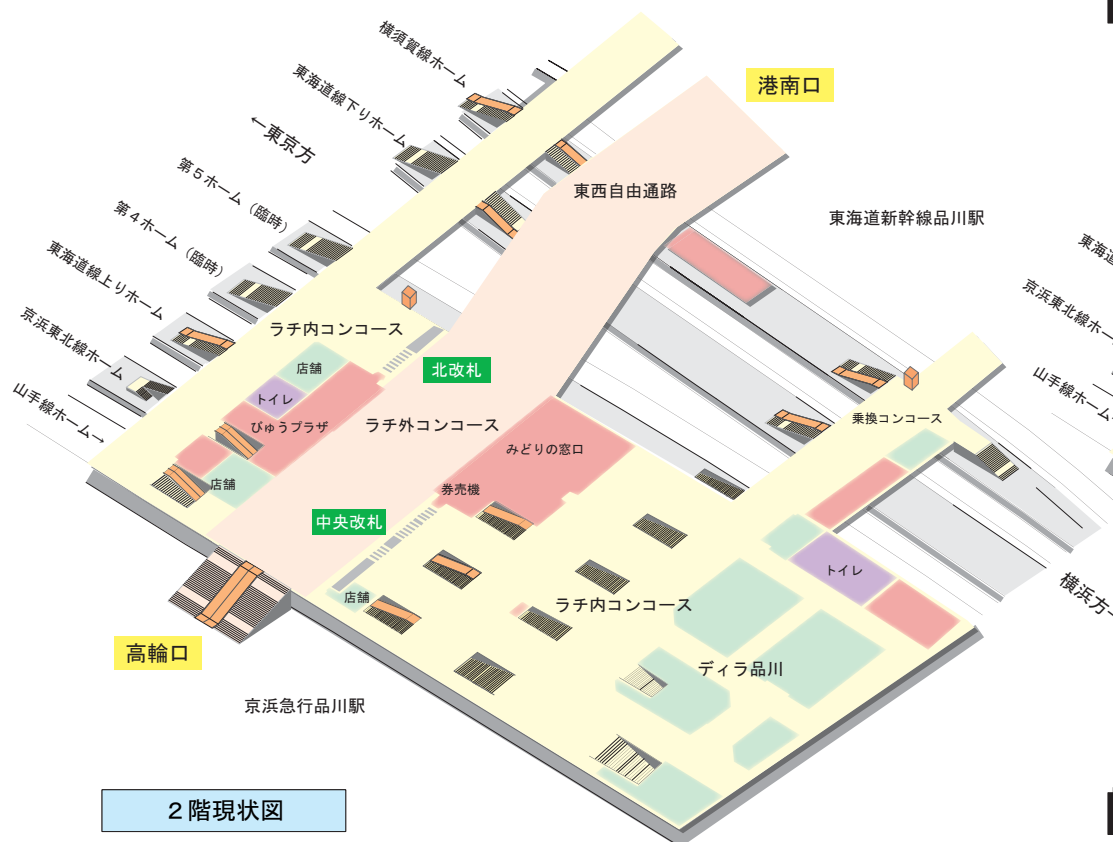 横須賀線ホーム
東海道線下りホーム
←東京方
第5ホーム(臨時)
第4ホーム(臨時)
東海道線上りホーム
京浜東北線ホーム
山手線ホーム→
港南口
東西自由通路
東海道新幹線品川駅
ラチ内コンコース
店舗
北改札
トイレ
びゅうプラザ
ラチ外コンコース
店舗
みどりの窓口
券売機
中央改札
乗換コンコース
トイレ
店舗
ラチ内コンコース
高輪口
ディラ品川
京浜急行品川駅
横浜方
2階現状図
東海道
京浜東北線ホーム
山手線ホーム